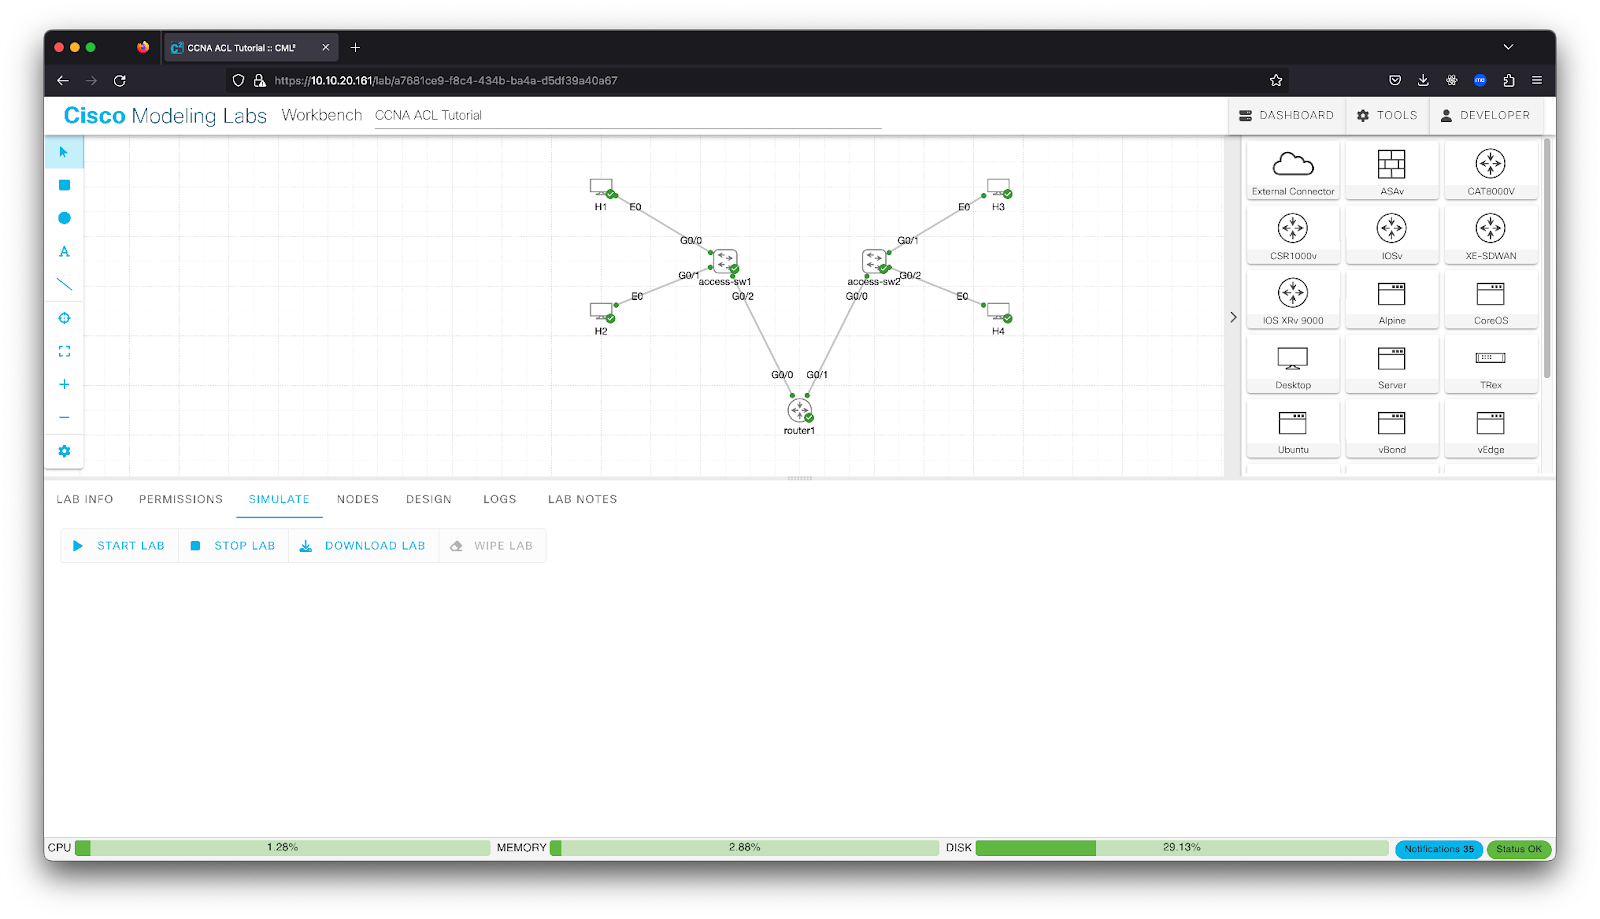 CCNA ACL Tutorial :: CML²
https://10.10.20.161/lab/a7681ce9-f8c4-434b-ba4a-d5df39a40a67
me
Cisco Modeling Labs Workbench CCNA ACL Tutorial
DASHBOARD TOOLS DEVELOPER
A
H1 E0
G0/0
G0/1
access-sw1
E0 G0/2
H2
E0 H3
G0/1
G0/2
access-sw2
G0/0 E0
H4
G0/0 G0/1
router1
External Connector ASAv CAT8000V
CSR1000v IOSv XE-SDWAN
IOS XRv 9000 Alpine CoreOS
Desktop Server TRex
Ubuntu vBond vEdge
LAB INFO PERMISSIONS SIMULATE NODES DESIGN LOGS LAB NOTES
START LAB STOP LAB DOWNLOAD LAB WIPE LAB
CPU 1.28% MEMORY 2.88% DISK 29.13% Notifications 35 Status OK